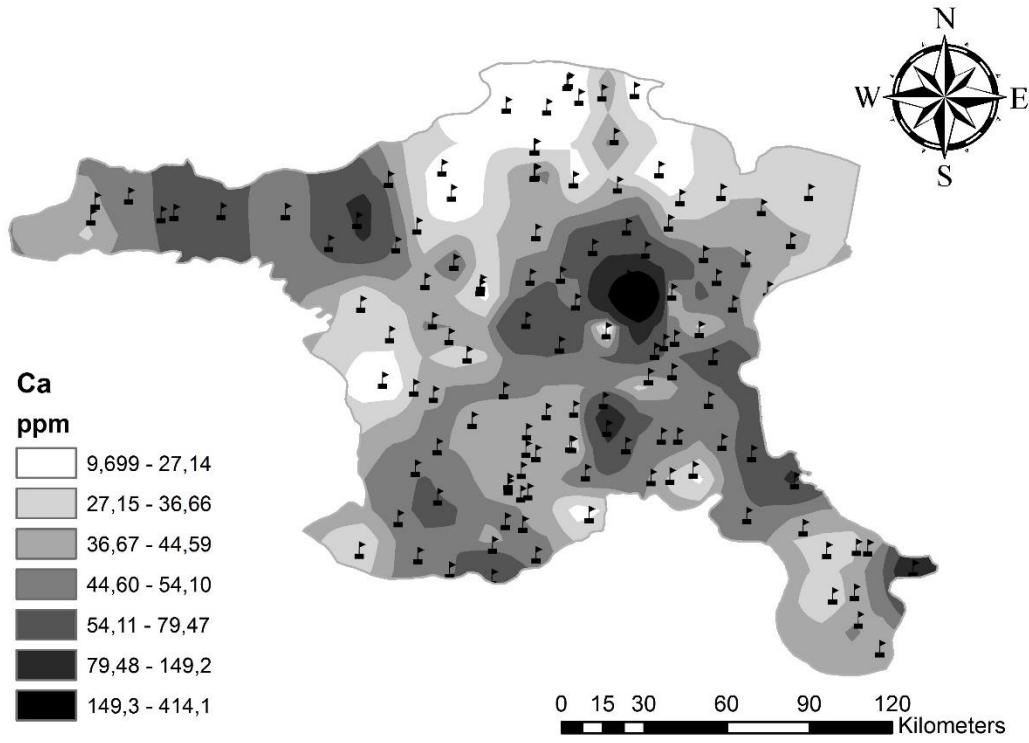 N
W E
S
Ca
ppm
9,699 - 27,14
27,15 - 36,66
36,67 - 44,59
44,60 - 54,10
54,11 - 79,47
79,48 - 149,2
149,3 - 414,1
0 15 30 60 90 120
Kilometers